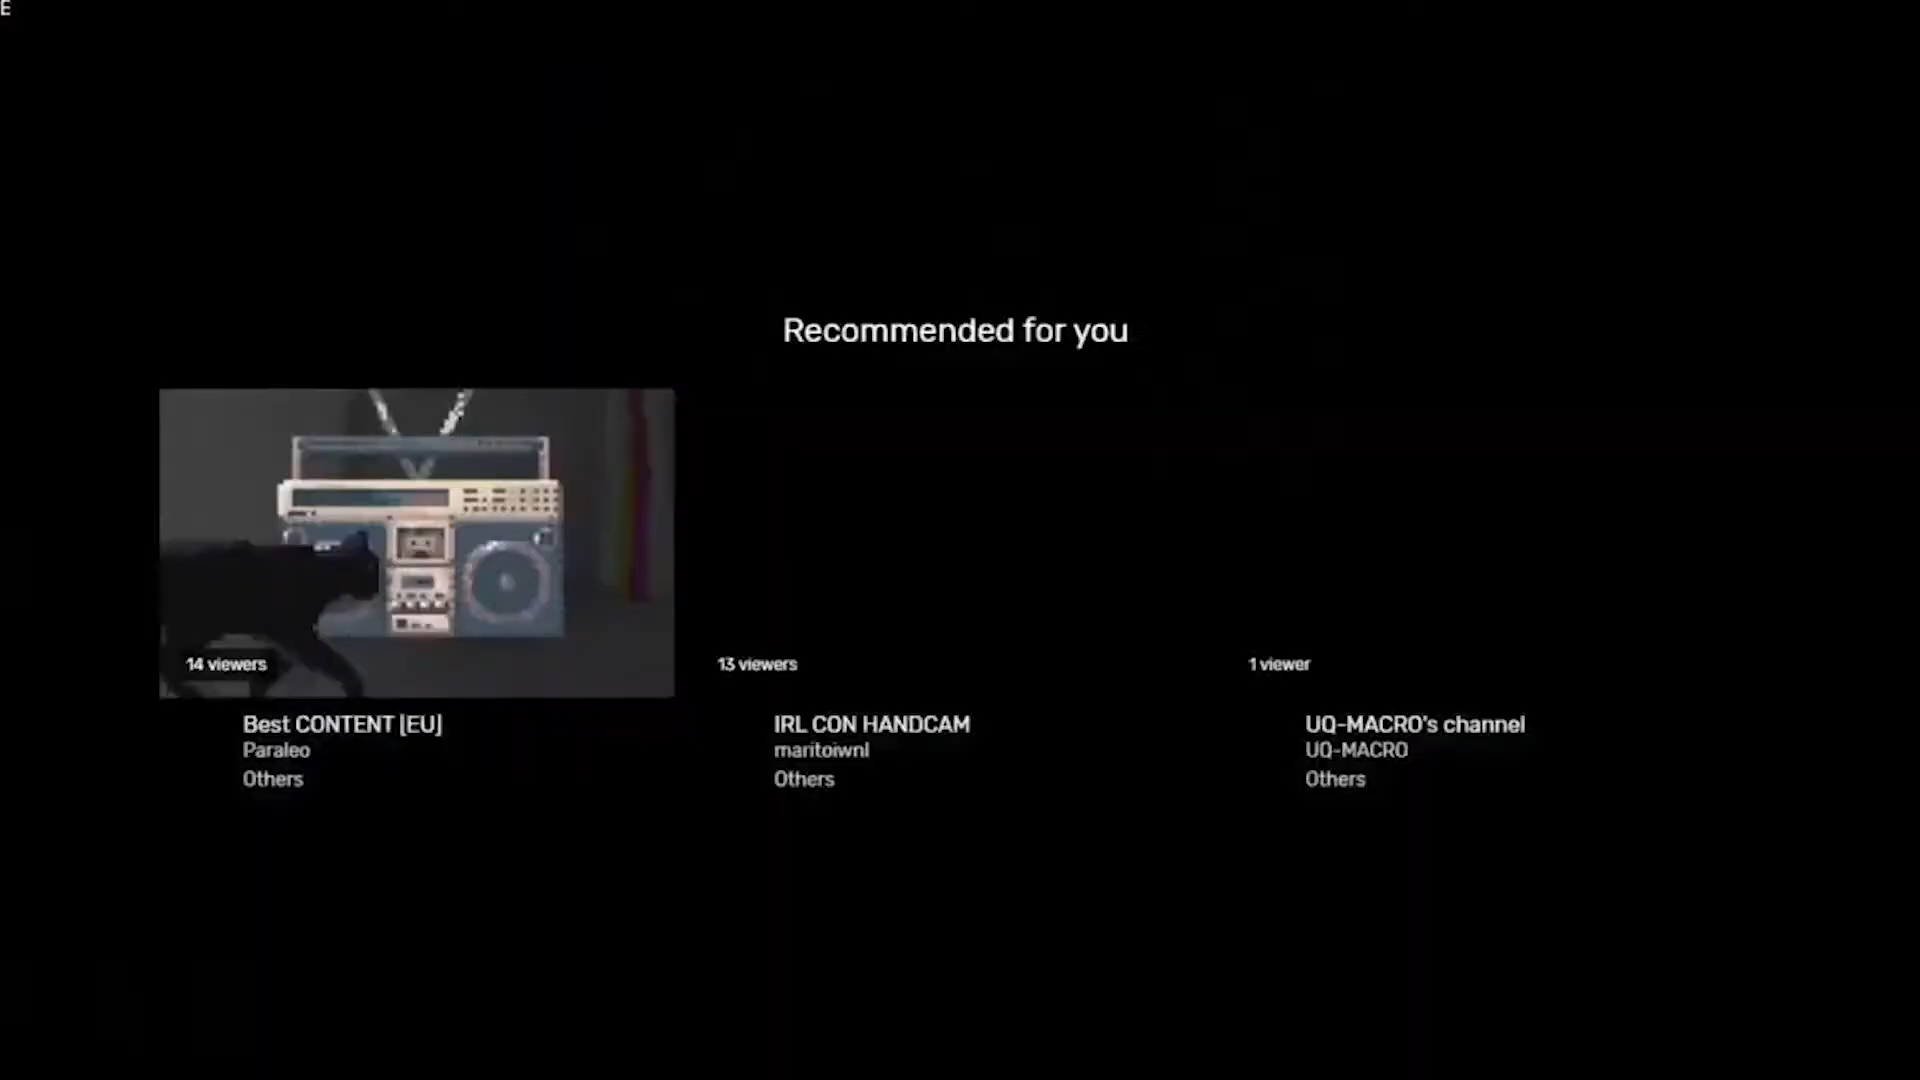 E
Recommended for you
14 viewers
13 viewers
1 viewer
Best CONTENT [EU]
Paraleo
Others
IRL CON HANDCAM
maritoiwnl
Others
UQ-MACRO's channel
UQ-MACRO
Others